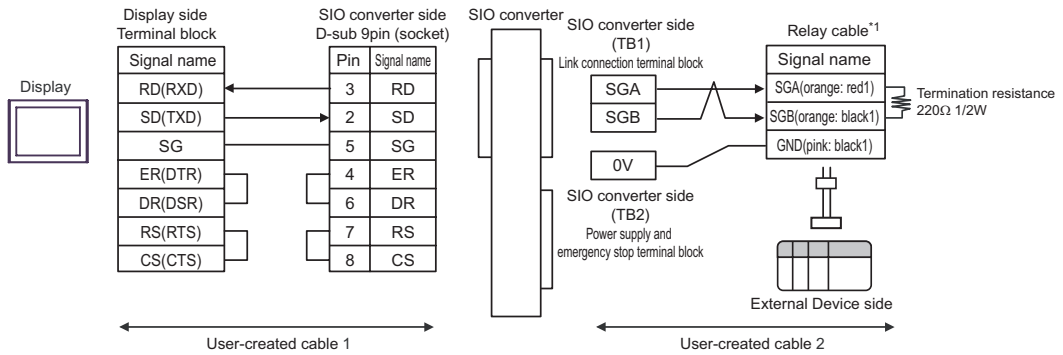 Display
Display side
Terminal block
Signal name
RD(RXD)
SD(TXD)
SG
ER(DTR)
DR(DSR)
RS(RTS)
CS(CTS)
SIO converter side
D-sub 9pin (socket)
Pin Signal name
3 RD
2 SD
5 SG
4 ER
6 DR
7 RS
8 CS
User-created cable 1
SIO converter
SIO converter side
(TB1)
Link connection terminal block
SGA
SGB
0V
SIO converter side
(TB2)
Power supply and
emergency stop terminal block
Relay cable*1
Signal name
SGA(orange: red1)
SGB(orange: black1)
GND(pink: black1)
Termination resistance
220Ω 1/2W
External Device side
User-created cable 2